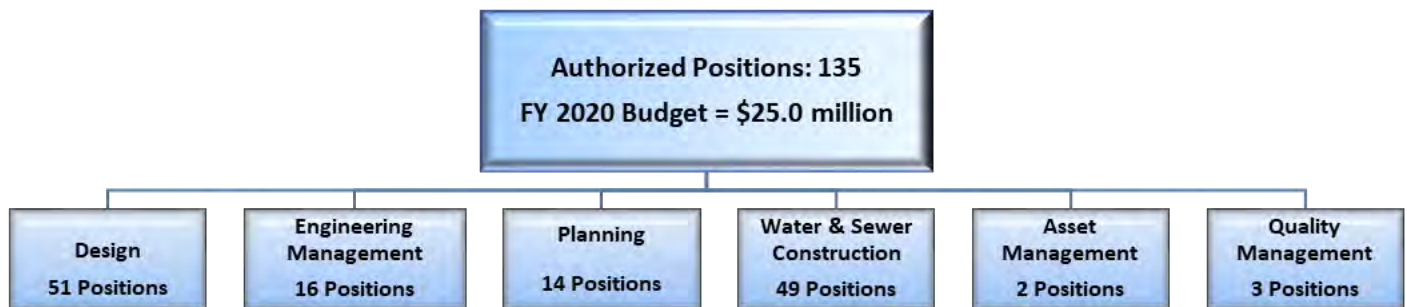 Authorized Positions: 135
FY 2020 Budget = $25.0 million
Design
51 Positions
Engineering
Management
16 Positions
Planning
14 Positions
Water & Sewer
Construction
49 Positions
Asset
Management
2 Positions
Quality
Management
3 Positions